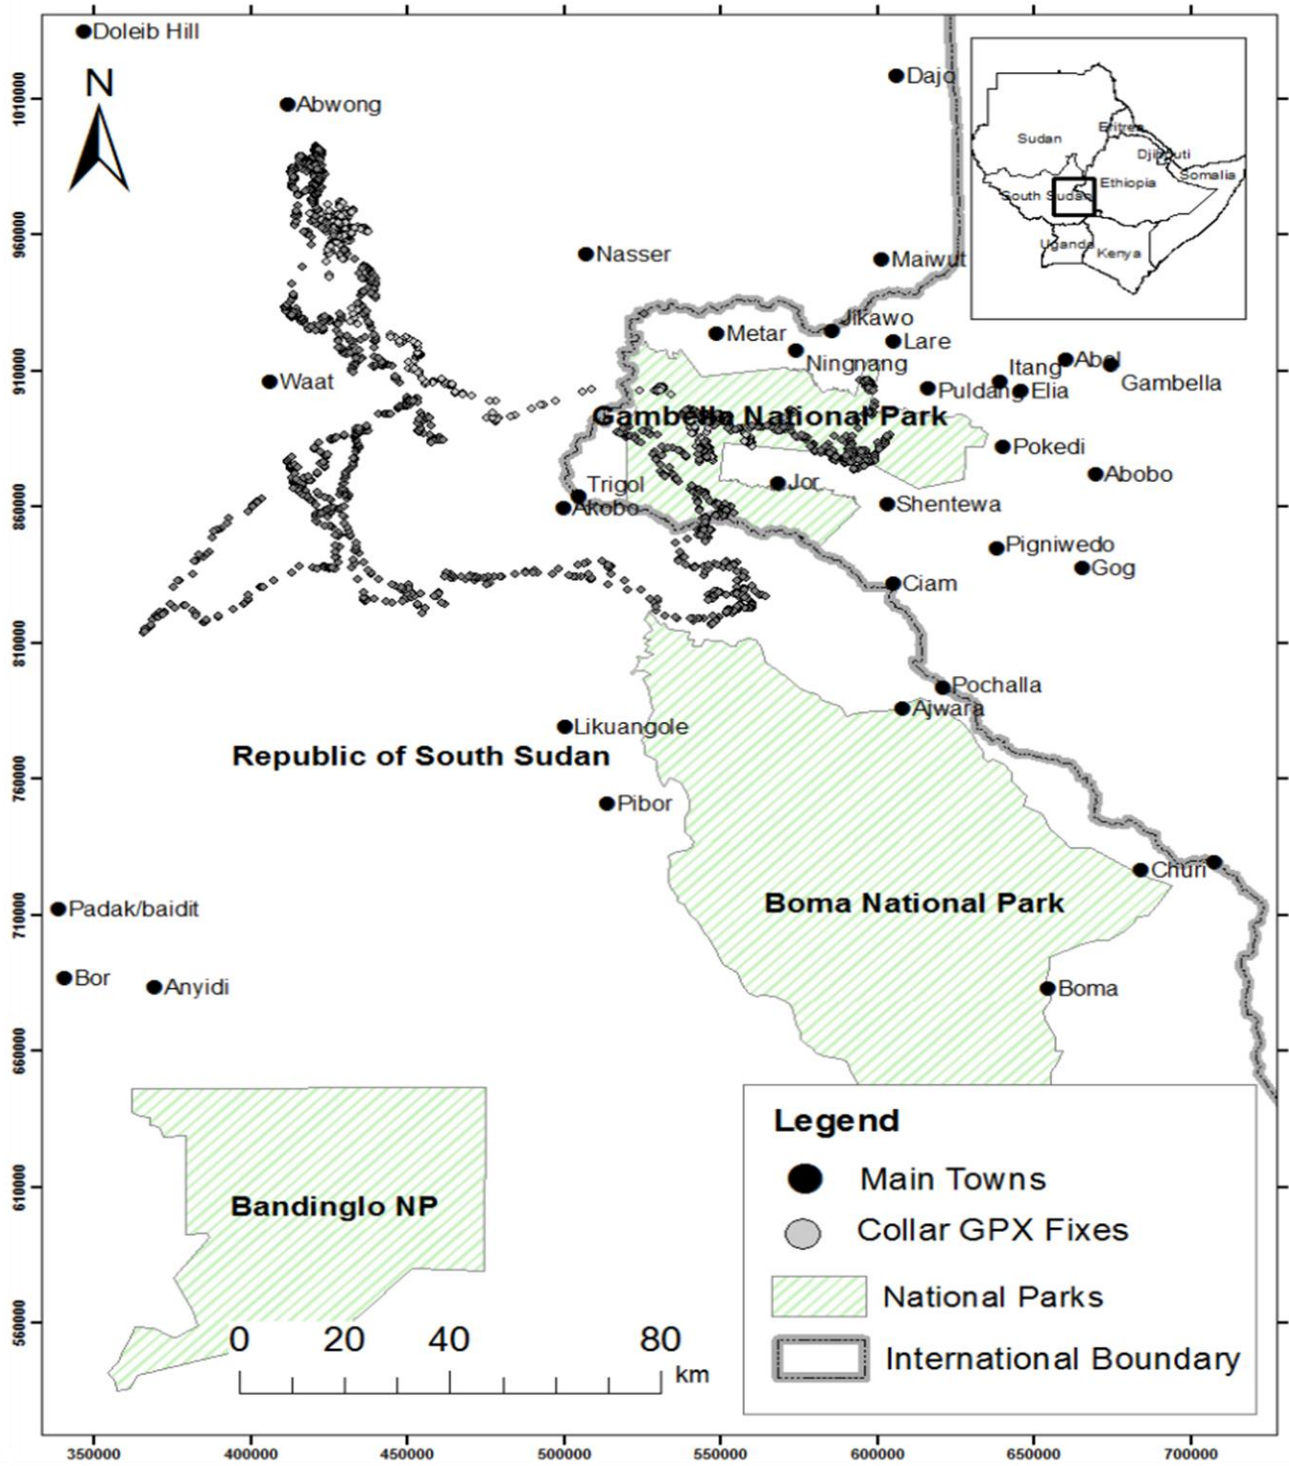 Doleib Hill
N
Abwong
Dajo
Sudan
Eritrea
Djibouti
Somalia
Ethiopia
South Sudan
Uganda
Kenya
Nasser
Maiwut
Metar
Jikawo
Lare
Ningnang
Itang
Abol
Gambella
Puldang
Elia
Waat
Gambella National Park
Pokedi
Abobo
Jor
Trigol
Akobo
Shentewa
Pigniwedo
Gog
Ciam
Pochalla
Ajwara
Likuangole
Republic of South Sudan
Pibor
Churi
Boma National Park
Padak/baidit
Bor
Anyidi
Boma
Bandinglo NP
Legend
Main Towns
Collar GPX Fixes
National Parks
International Boundary
0 20 40 80
km
1010000
960000
910000
860000
810000
760000
710000
660000
610000
560000
350000 400000 450000 500000 550000 600000 650000 700000